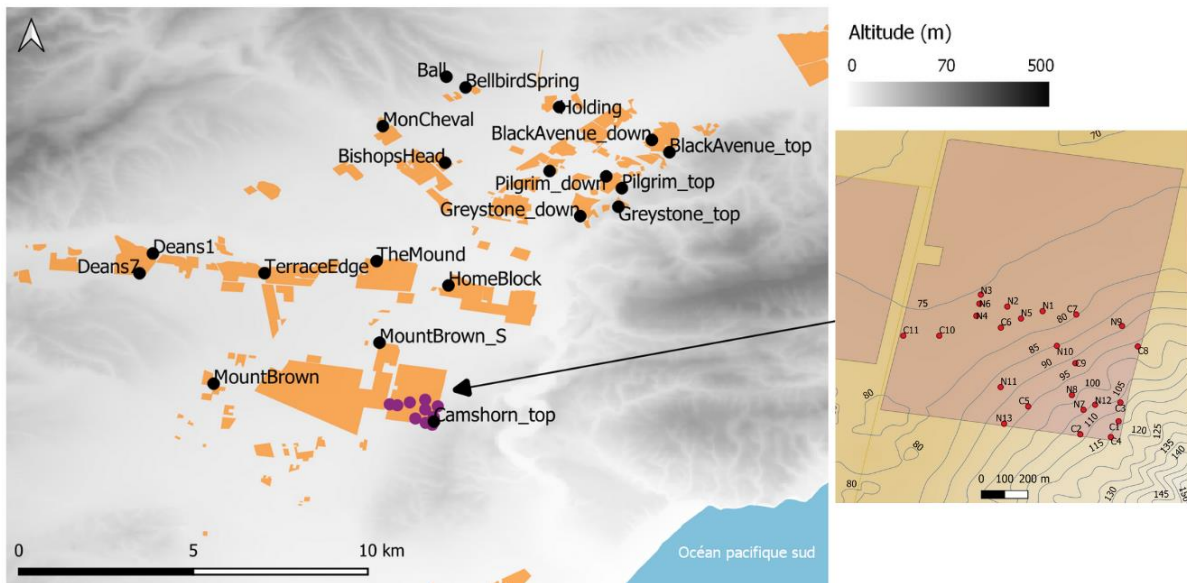 Ball
BellbirdSpring
Holding
MonCheval
BlackAvenue_down
BlackAvenue_top
BishopsHead
Pilgrim_down
Pilgrim_top
Greystone_down
Greystone_top
Deans1
Deans7
TerraceEdge
TheMound
HomeBlock
MountBrown_S
MountBrown
Camshorn_top
Océan pacifique sud
0 5 10 km
Altitude (m)
0 70 500
70
75
N3
N6
N4
N2
N1
N5
C6
C7
80
N9
C11
C10
C8
85
N10
90
C9
95
N11
N8
100
105
C5
N7
N12
C3
110
N13
C2
C1
C4
115
120
125
135
140
80
80
80
130
145
0 100 200 m